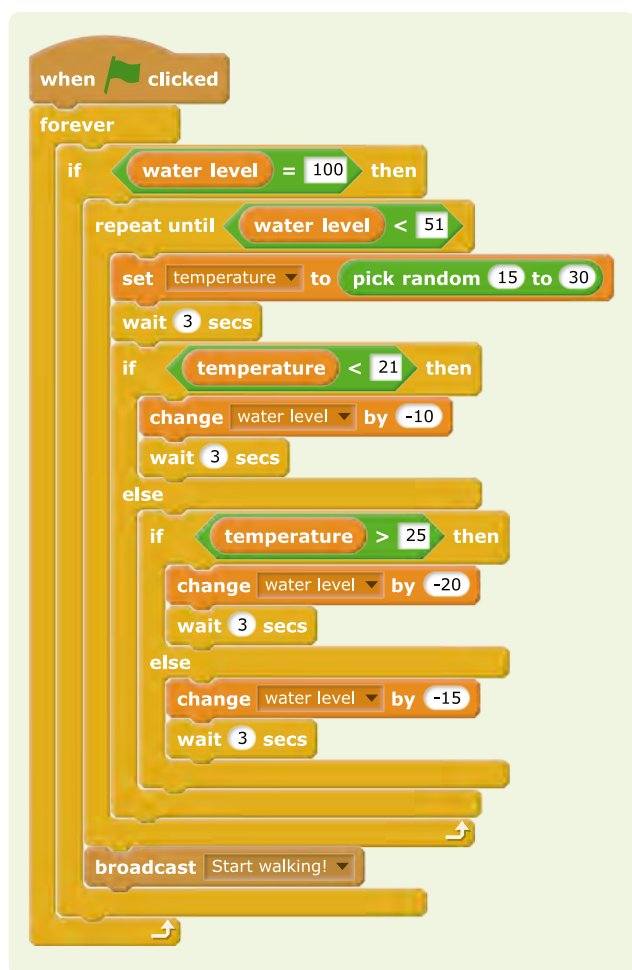 when clicked
forever
if water level = 100 then
repeat until water level < 51
set temperature to pick random 15 to 30
wait 3 secs
if temperature < 21 then
change water level by -10
wait 3 secs
else
if temperature > 25 then
change water level by -20
wait 3 secs
else
change water level by -15
wait 3 secs
broadcast Start walking!